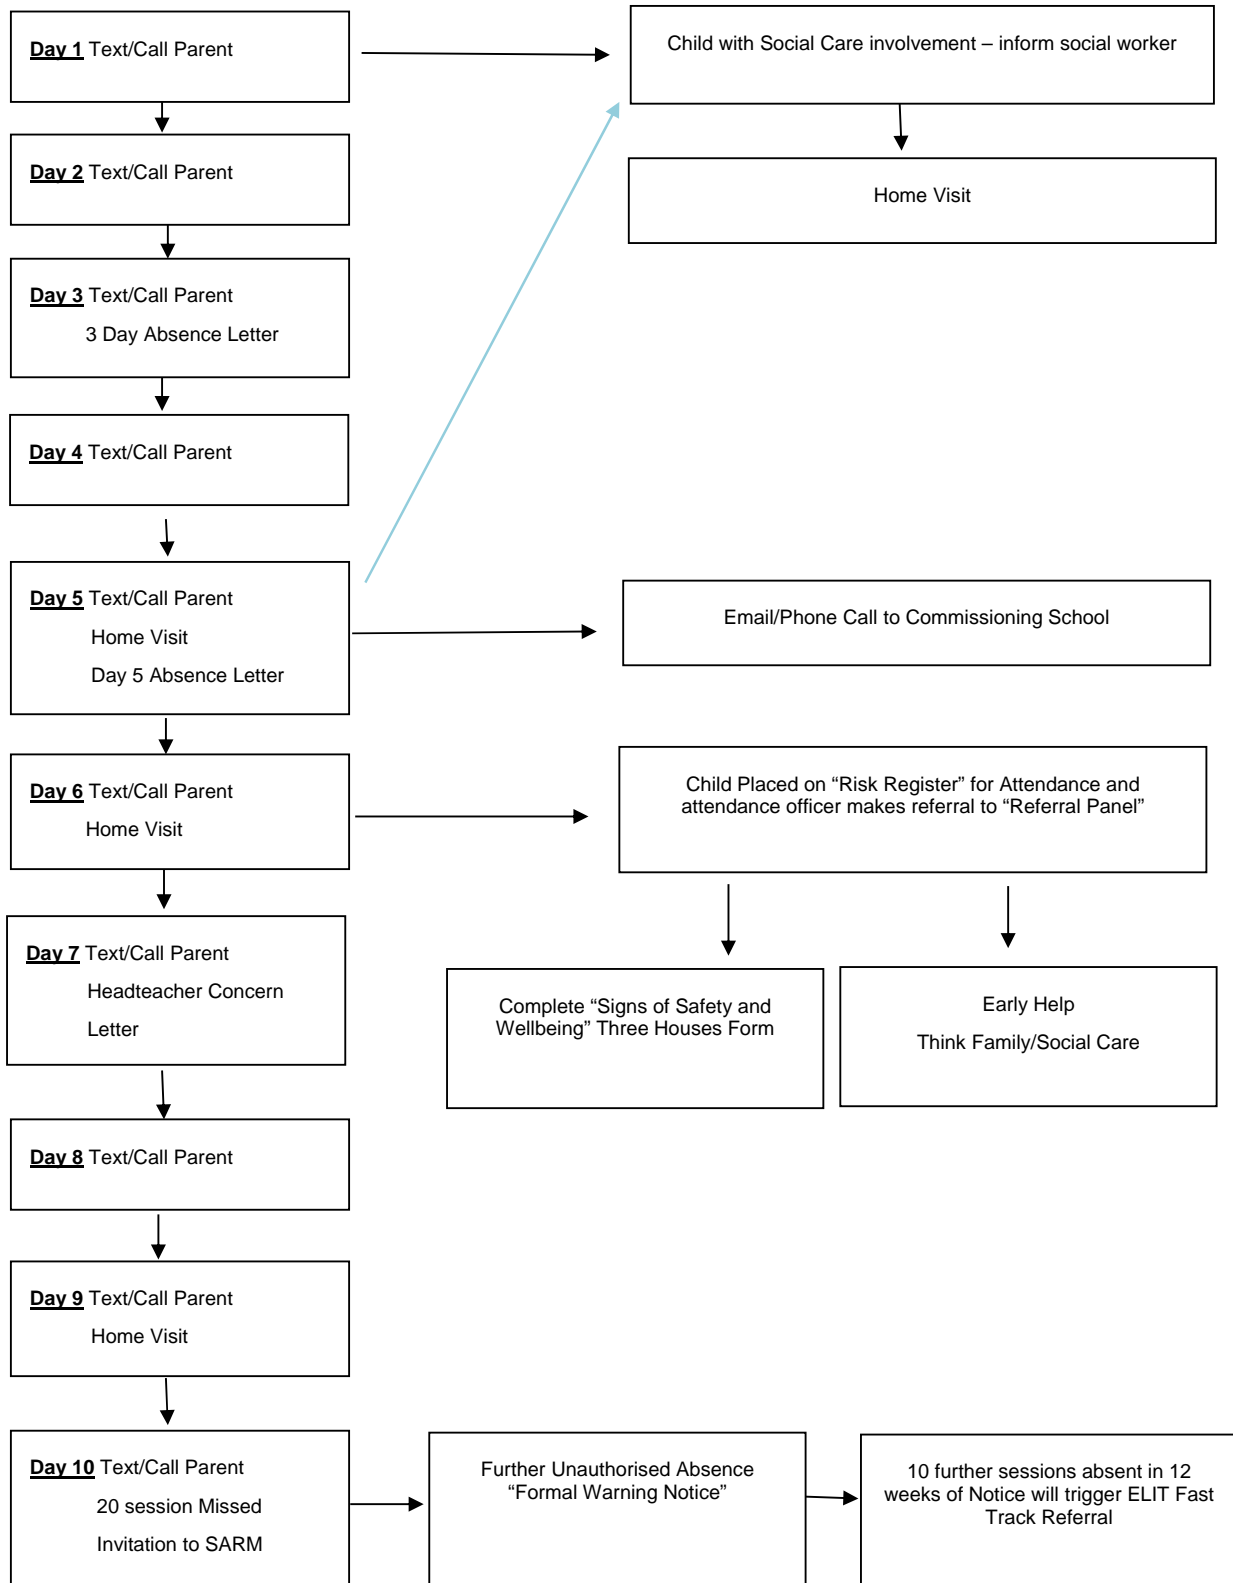 Day 1 Text/Call Parent
Child with Social Care involvement – inform social worker
Day 2 Text/Call Parent
Home Visit
Day 3 Text/Call Parent
3 Day Absence Letter
Day 4 Text/Call Parent
Day 5 Text/Call Parent
Home Visit
Day 5 Absence Letter
Email/Phone Call to Commissioning School
Day 6 Text/Call Parent
Home Visit
Child Placed on “Risk Register” for Attendance and
attendance officer makes referral to “Referral Panel”
Day 7 Text/Call Parent
Headteacher Concern
Letter
Complete “Signs of Safety and
Wellbeing” Three Houses Form
Early Help
Think Family/Social Care
Day 8 Text/Call Parent
Day 9 Text/Call Parent
Home Visit
Day 10 Text/Call Parent
20 session Missed
Invitation to SARM
Further Unauthorised Absence
“Formal Warning Notice”
10 further sessions absent in 12
weeks of Notice will trigger ELIT Fast
Track Referral